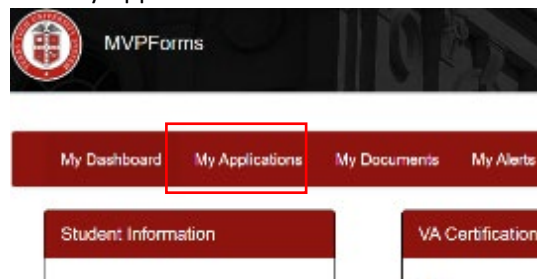 MVPForms
My Dashboard My Applications My Documents My Alerts
Student Information VA Certification